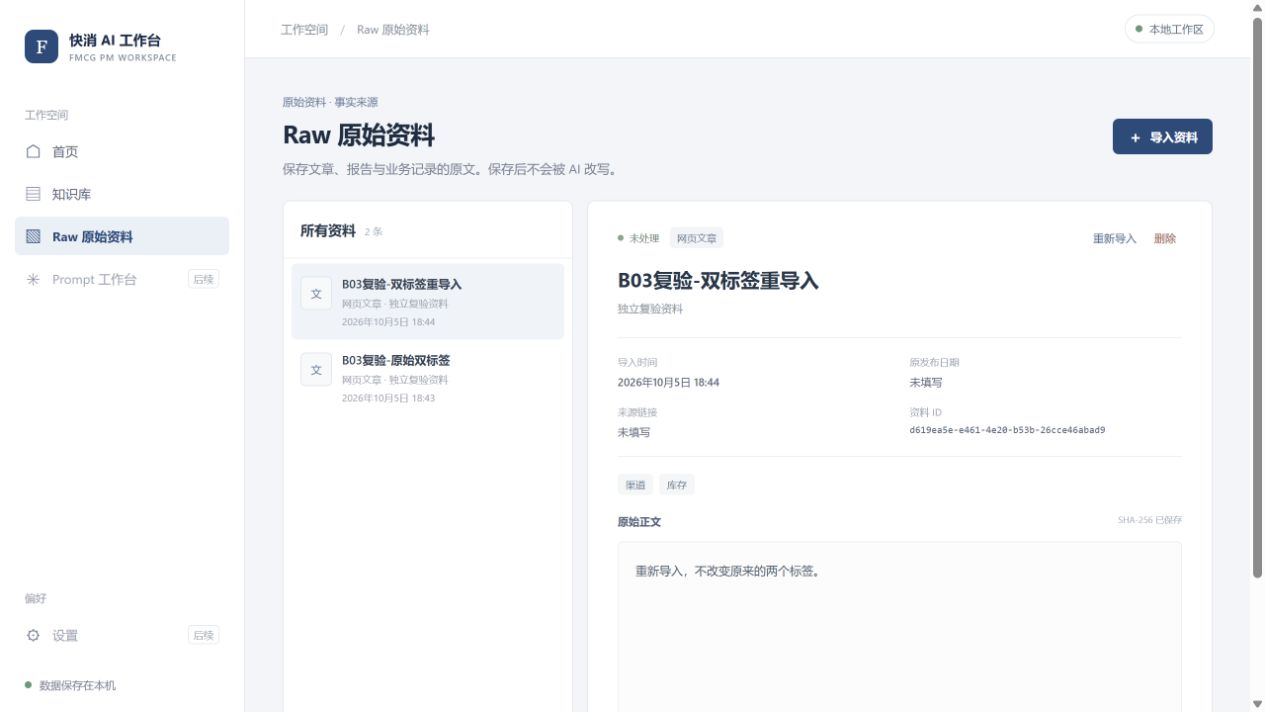 F
快消 AI 工作台
FMCG PM WORKSPACE
工作空间
首页
知识库
Raw 原始资料
Prompt 工作台 后续
偏好
设置 后续
数据保存在本机
工作空间 / Raw 原始资料
本地工作区
原始资料 · 事实来源
Raw 原始资料
保存文章、报告与业务记录的原文。保存后不会被 AI 改写。
+ 导入资料
所有资料 2 条
文
B03复验-双标签重导入
网页文章 · 独立复验资料
2026年10月5日 18:44
文
B03复验-原始双标签
网页文章 · 独立复验资料
2026年10月5日 18:43
未处理 网页文章
重新导入 删除
B03复验-双标签重导入
独立复验资料
导入时间
2026年10月5日 18:44
原发布日期
未填写
来源链接
未填写
资料 ID
d619ea5e-e461-4e20-b53b-26cce46abad9
渠道 库存
原始正文
SHA-256 已保存
重新导入，不改变原来的两个标签。